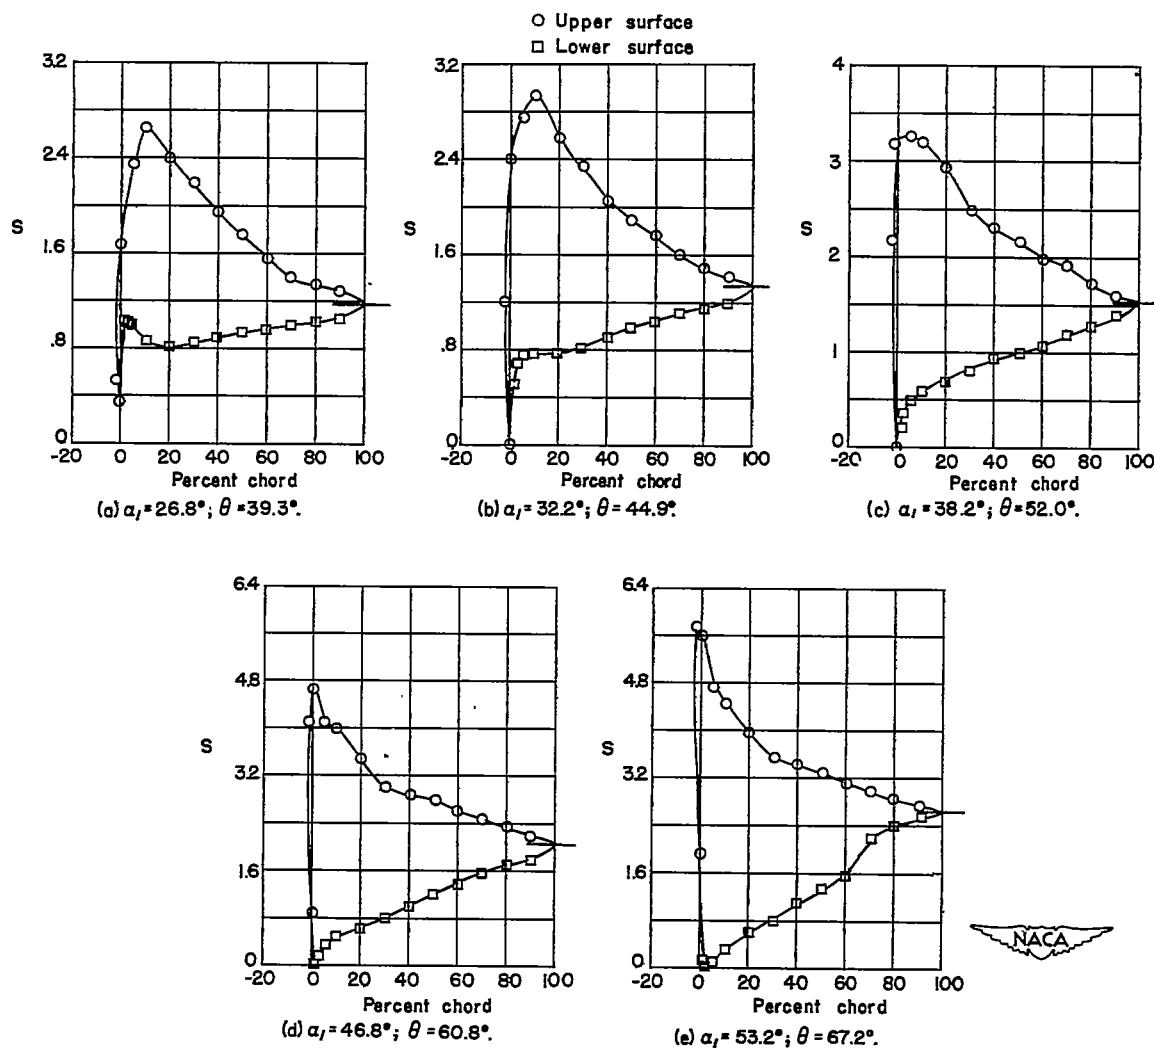 Upper surface
Lower surface
3.2
2.4
1.6
.8
0
S
-20 0 20 40 60 80 100
Percent chord
(a) α₁=26.8°; θ=39.3°.
3.2
2.4
1.6
.8
0
S
-20 0 20 40 60 80 100
Percent chord
(b) α₁=32.2°; θ=44.9°.
4
3
2
1
0
S
-20 0 20 40 60 80 100
Percent chord
(c) α₁=38.2°; θ=52.0°.
6.4
4.8
3.2
1.6
0
S
-20 0 20 40 60 80 100
Percent chord
(d) α₁=46.8°; θ=60.8°.
6.4
4.8
3.2
1.6
0
S
-20 0 20 40 60 80 100
Percent chord
(e) α₁=53.2°; θ=67.2°.
NACA